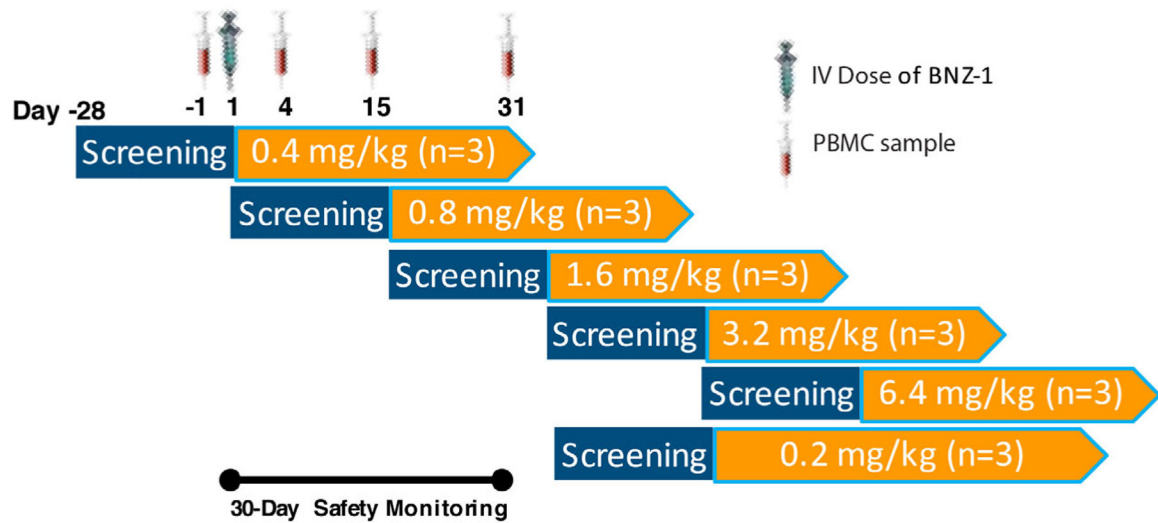 Day -28 -1 1 4 15 31
IV Dose of BNZ-1
PBMC sample
Screening 0.4 mg/kg (n=3)
Screening 0.8 mg/kg (n=3)
Screening 1.6 mg/kg (n=3)
Screening 3.2 mg/kg (n=3)
Screening 6.4 mg/kg (n=3)
Screening 0.2 mg/kg (n=3)
30-Day Safety Monitoring